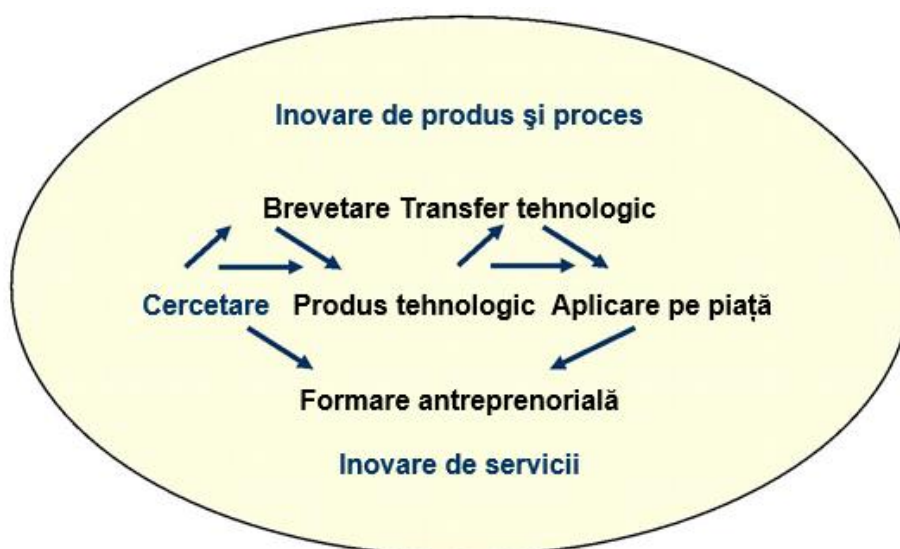 Inovare de produs şi proces
Brevetare Transfer tehnologic
Cercetare Produs tehnologic Aplicare pe piață
Formare antreprenorială
Inovare de servicii